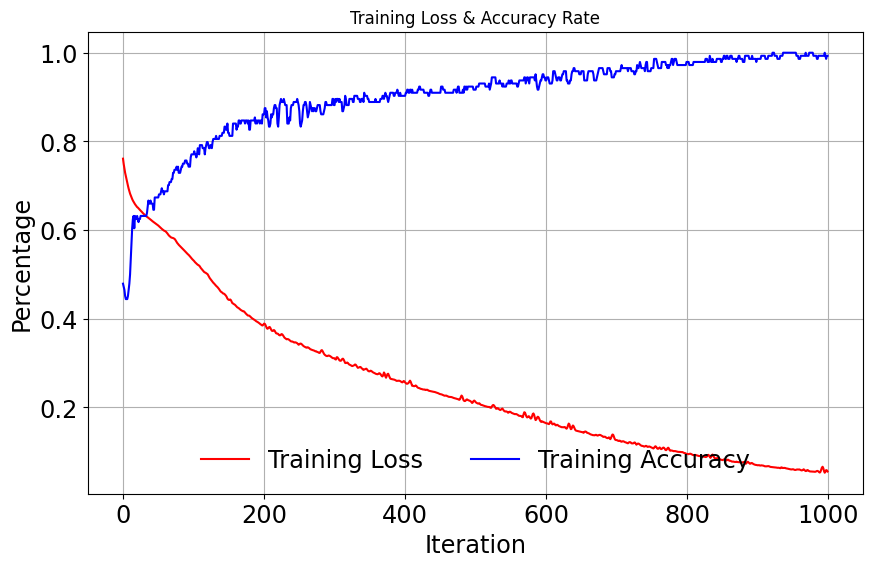 Training Loss & Accuracy Rate
1.0
0.8
0.6
0.4
0.2
Percentage
Training Loss
Training Accuracy
0 200 400 600 800 1000
Iteration